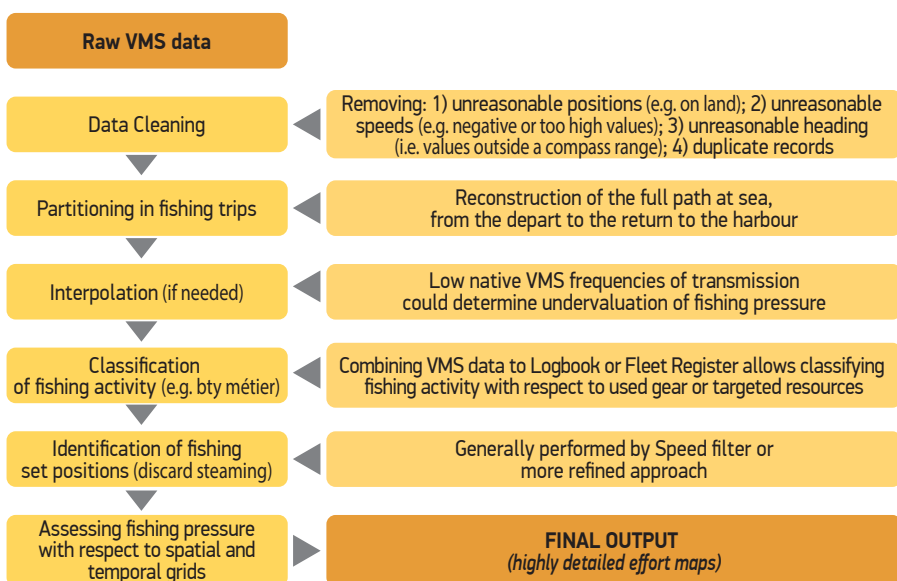 Raw VMS data
Data Cleaning
Removing: 1) unreasonable positions (e.g. on land); 2) unreasonable
speeds (e.g. negative or too high values); 3) unreasonable heading
(i.e. values outside a compass range); 4) duplicate records
Partitioning in fishing trips
Reconstruction of the full path at sea,
from the depart to the return to the harbour
Interpolation (if needed)
Low native VMS frequencies of transmission
could determine undervaluation of fishing pressure
Classification
of fishing activity (e.g. bty métier)
Combining VMS data to Logbook or Fleet Register allows classifying
fishing activity with respect to used gear or targeted resources
Identification of fishing
set positions (discard steaming)
Generally performed by Speed filter or
more refined approach
Assessing fishing pressure
with respect to spatial and
temporal grids
FINAL OUTPUT
(highly detailed effort maps)